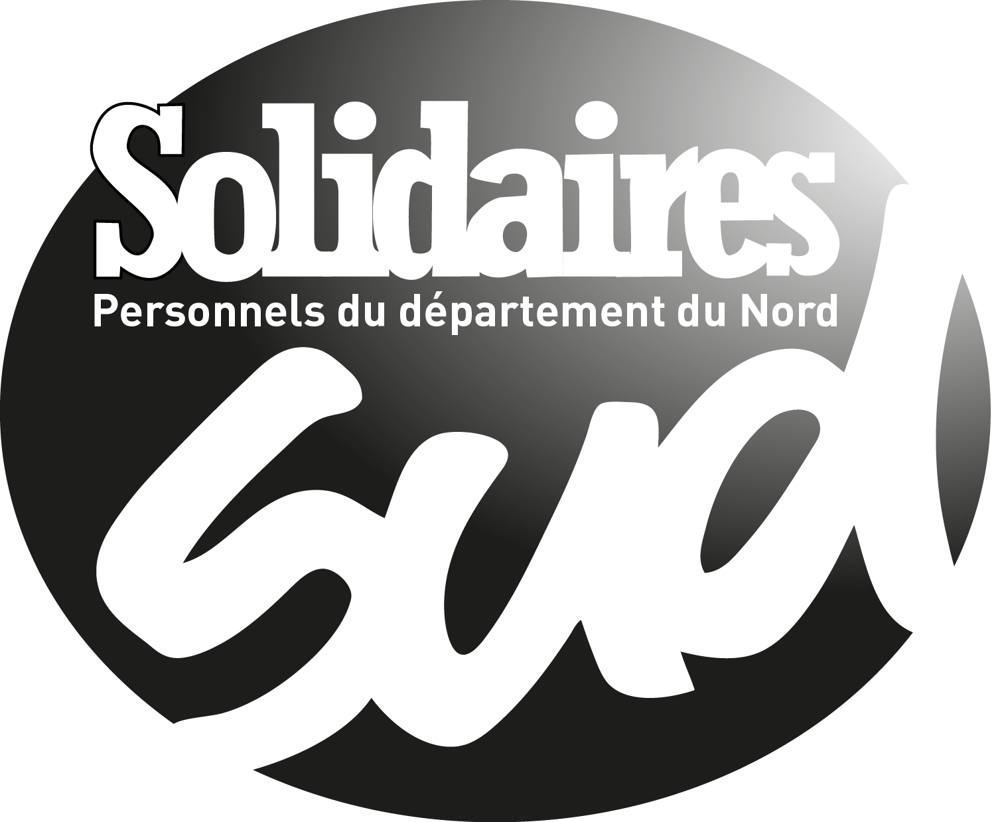 Solidaires
Personnels du département du Nord
Sud